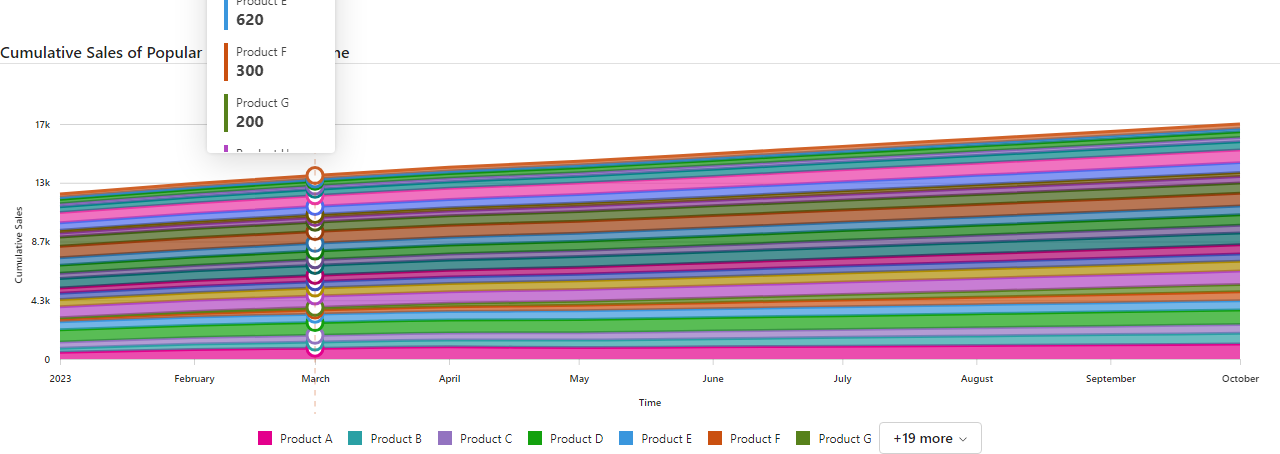 Product E
620
Cumulative Sales of Popular
me
Product F
300
Product G
200
17k
13k
8.7k
4.3k
0
Cumulative Sales
2023 February March April May June July August September October
Time
Product A Product B Product C Product D Product E Product F Product G +19 more